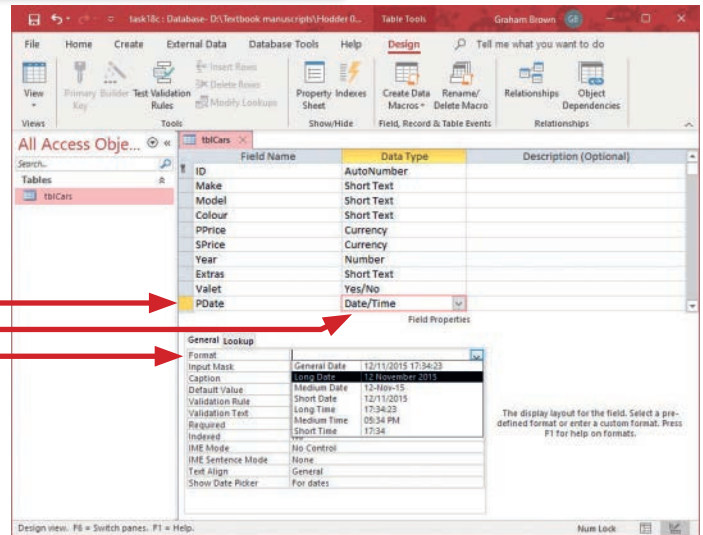 task18c : Database- D:\Textbook manuscripts\Hodder 0... Table Tools Graham Brown GB
File Home Create External Data Database Tools Help Design Tell me what you want to do
View Primary Key Builder Test Validation Rules Insert Rows Delete Rows Modify Lookups Property Sheet Indexes Create Data Macros Rename/ Delete Macro Relationships Object Dependencies
Views Tools Show/Hide Field, Record & Table Events Relationships
All Access Obje... tblCars
Search...
Tables
tblCars
Field Name Data Type Description (Optional)
ID AutoNumber
Make Short Text
Model Short Text
Colour Short Text
PPrice Currency
SPrice Currency
Year Number
Extras Short Text
Valet Yes/No
PDate Date/Time
Field Properties
General Lookup
Format
Input Mask General Date 12/11/2015 17:34:23
Caption Long Date 12 November 2015
Default Value Medium Date 12-Nov-15
Validation Rule Short Date 12/11/2015
Validation Text Long Time 17:34:23
Required Medium Time 05:34 PM
Indexed Short Time 17:34
No
IME Mode No Control
IME Sentence Mode None
Text Align General
Show Date Picker For dates
The display layout for the field. Select a pre-
defined format or enter a custom format. Press
F1 for help on formats.
Design view. F6 = Switch panes. F1 = Help. Num Lock